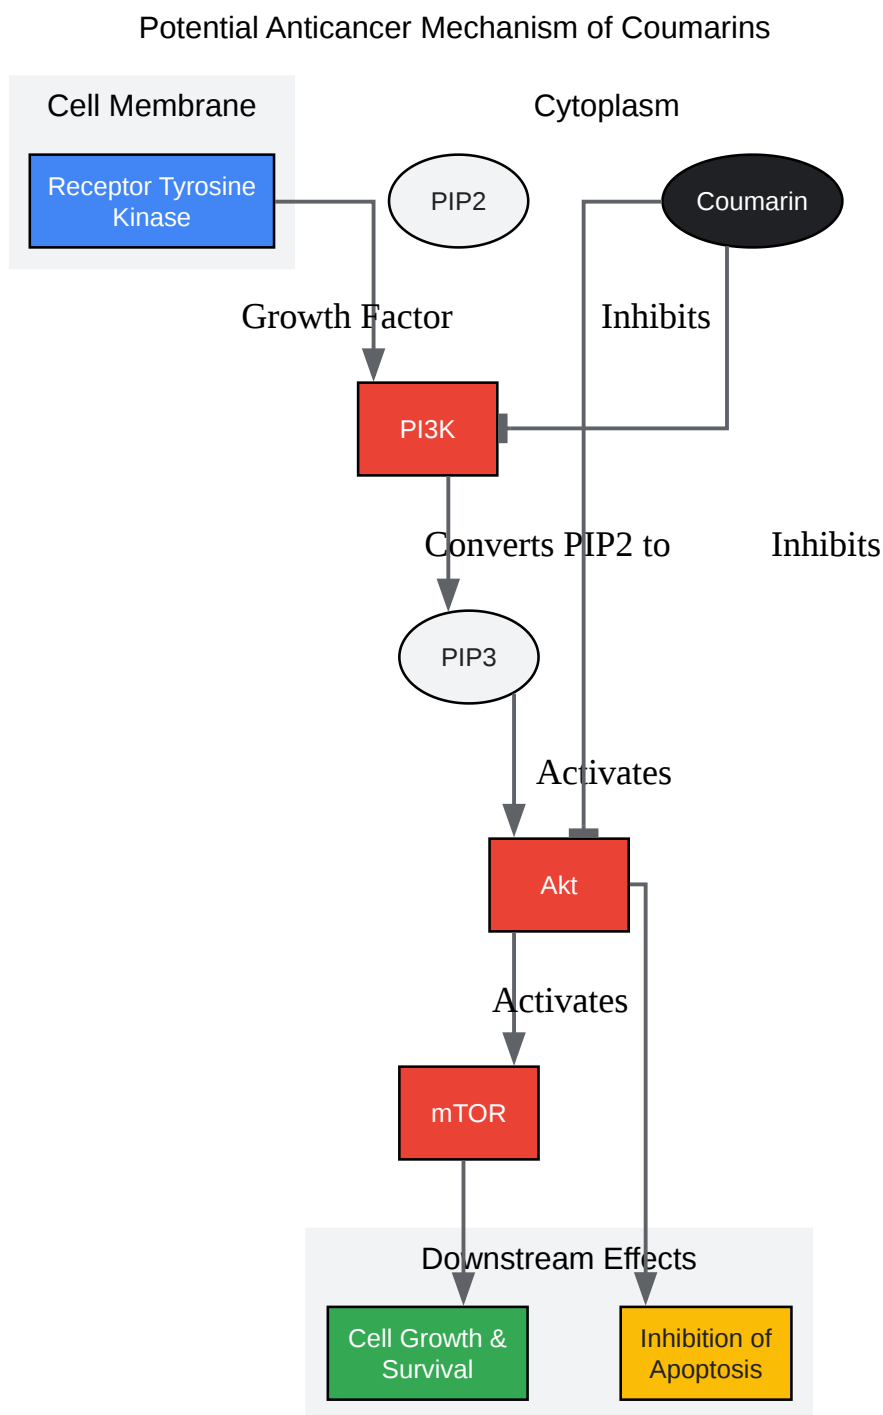 Potential Anticancer Mechanism of Coumarins
Cell Membrane
Cytoplasm
Receptor Tyrosine
Kinase
PIP2
Coumarin
Growth Factor
Inhibits
PI3K
Converts PIP2 to
Inhibits
PIP3
Activates
Akt
Activates
mTOR
Downstream Effects
Cell Growth &
Survival
Inhibition of
Apoptosis